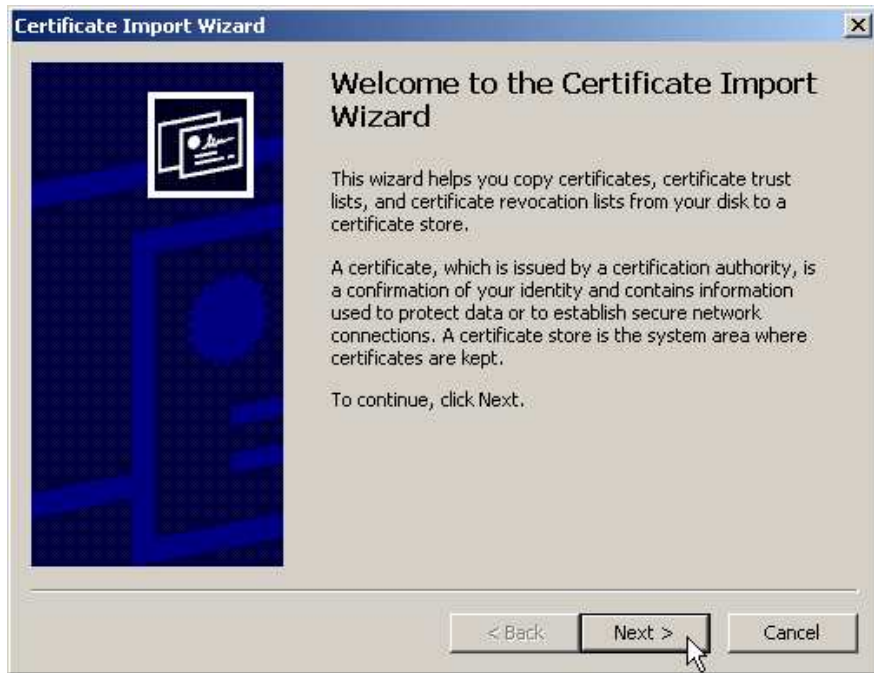 Certificate Import Wizard
Welcome to the Certificate Import
Wizard
This wizard helps you copy certificates, certificate trust
lists, and certificate revocation lists from your disk to a
certificate store.
A certificate, which is issued by a certification authority, is
a confirmation of your identity and contains information
used to protect data or to establish secure network
connections. A certificate store is the system area where
certificates are kept.
To continue, click Next.
< Back
Next >
Cancel